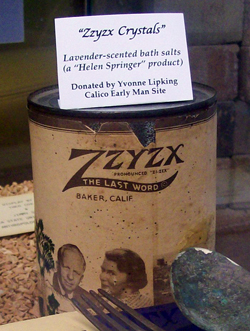 "Zzyzx Crystals"
Lavender-scented bath salts
(a "Helen Springer" product)
Donated by Yvonne Lipking
Calico Early Man Site
ZZYZX
PRONOUNCED
THE LAST WORD
BAKER, CALIF